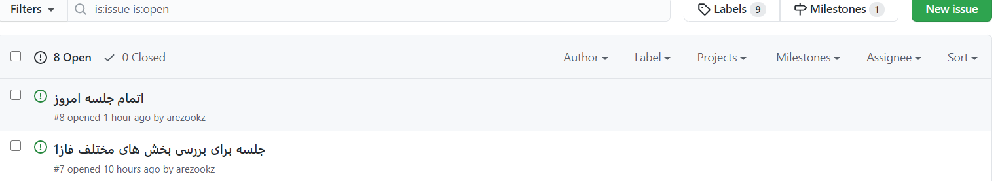 Filters is:issue is:open Labels 9 Milestones 1 New issue
8 Open 0 Closed Author Label Projects Milestones Assignee Sort
اتمام جلسه امروز
#8 opened 1 hour ago by arezookz
جلسه برای بررسی بخش های مختلف فاز1
#7 opened 10 hours ago by arezookz